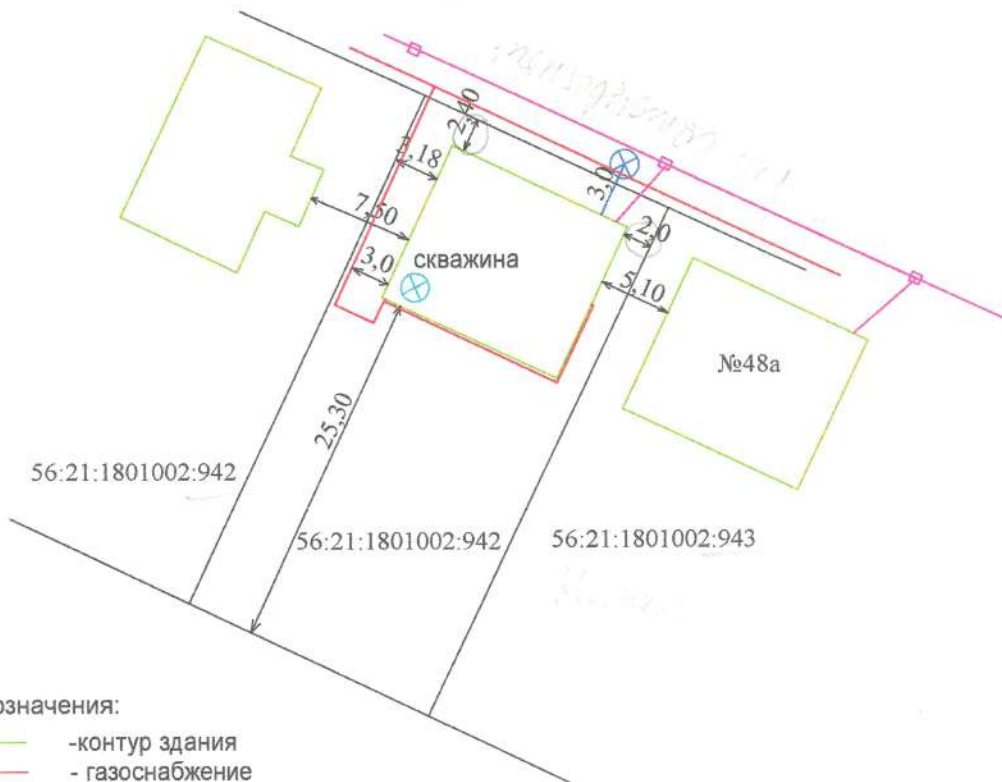 2,40
3,18
7,50
3,0
3,0
2,0
скважина
5,10
№48а
25,30
56:21:1801002:942
56:21:1801002:942
56:21:1801002:943
означения:
-контур здания
- газоснабжение